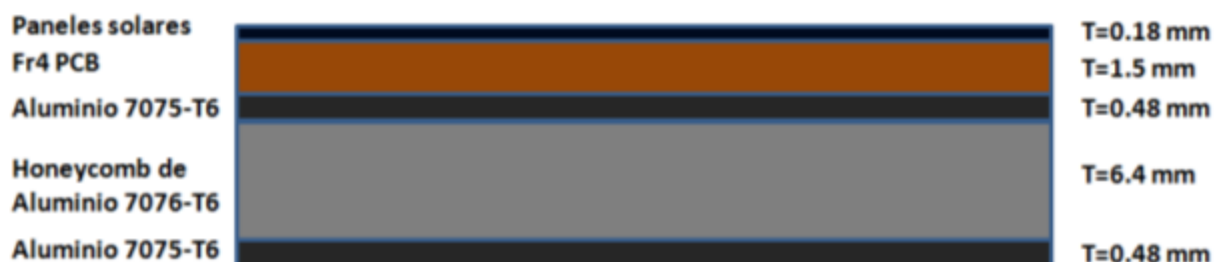 Paneles solares T=0.18 mm
Fr4 PCB T=1.5 mm
Aluminio 7075-T6 T=0.48 mm
Honeycomb de
Aluminio 7076-T6 T=6.4 mm
Aluminio 7075-T6 T=0.48 mm